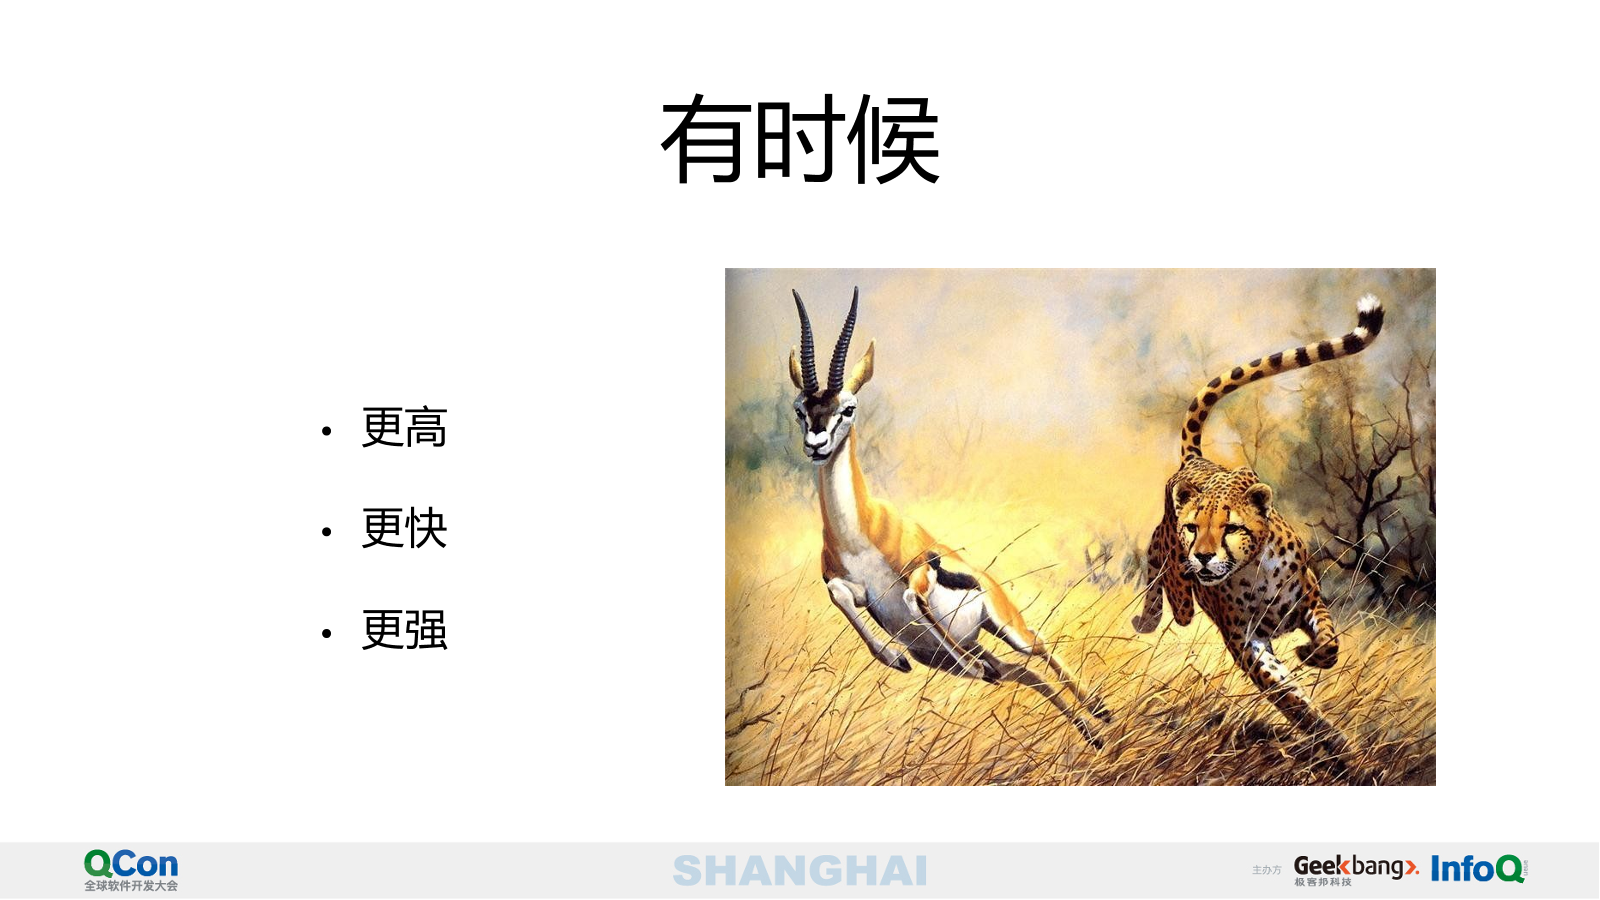 有时候
• 更高
• 更快
• 更强
QCon
全球软件开发大会
SHANGHAI
主办方
Geekbang>.
极客邦科技
InfoQ